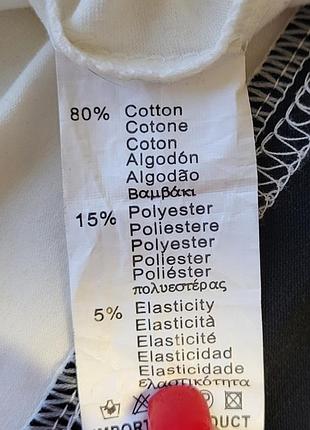 80% Cotton
Cotone
Coton
Algodón
Algodão
Βαμβάκι
15% Polyester
Poliestere
Polyester
Poliester
Poliéster
πολυεστέρας
5% Elasticity
Elasticità
Elasticité
Elasticidad
Elasticidade
ελαστικότητα